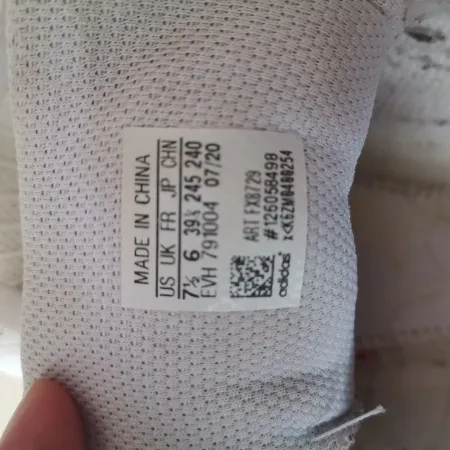 MADE IN CHINA
US UK FR JP CHN
7½ 6 39⅓ 245 240
EVH 791004 07/20
ART FX8729
#126058498
adidas